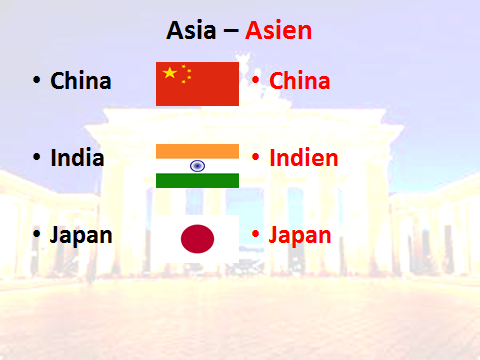 Asia – Asien
• China • China
• India • Indien
• Japan • Japan